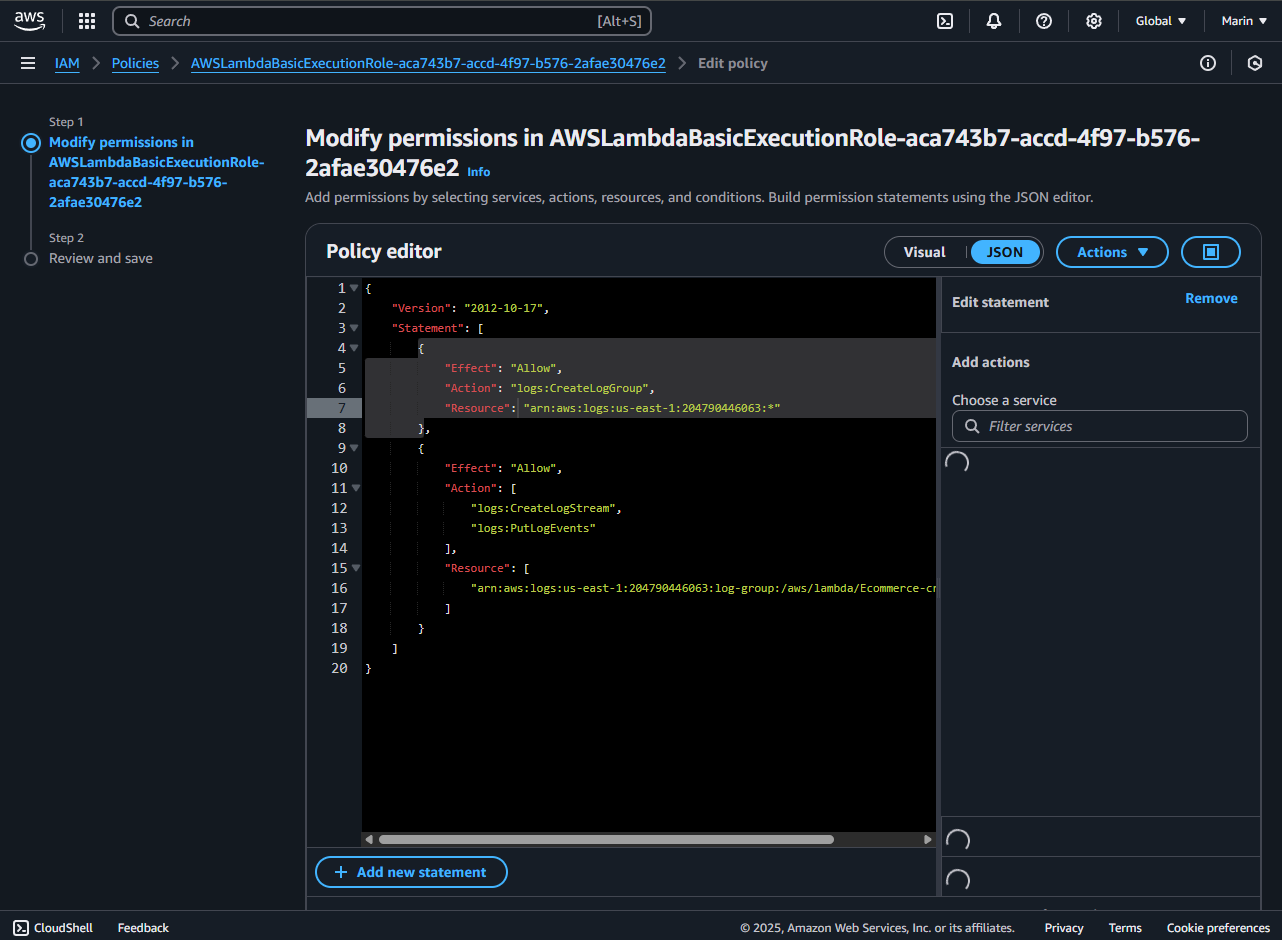 aws
Search
[Alt+S]
Global
Marin
IAM
Policies
AWSLambdaBasicExecutionRole-aca743b7-accd-4f97-b576-2afae30476e2
Edit policy
Step 1
Modify permissions in
AWSLambdaBasicExecutionRole-
aca743b7-accd-4f97-b576-
2afae30476e2
Step 2
Review and save
Modify permissions in AWSLambdaBasicExecutionRole-aca743b7-accd-4f97-b576-
2afae30476e2 Info
Add permissions by selecting services, actions, resources, and conditions. Build permission statements using the JSON editor.
Policy editor
Visual
JSON
Actions
1 {
2 "Version": "2012-10-17",
3 "Statement": [
4 {
5 "Effect": "Allow",
6 "Action": "logs:CreateLogGroup",
7 "Resource": "arn:aws:logs:us-east-1:204790446063:*"
8 },
9 {
10 "Effect": "Allow",
11 "Action": [
12 "logs:CreateLogStream",
13 "logs:PutLogEvents"
14 ],
15 "Resource": [
16 "arn:aws:logs:us-east-1:204790446063:log-group:/aws/lambda/Ecommerce-cr
17 ]
18 }
19 ]
20 }
Edit statement
Remove
Add actions
Choose a service
Filter services
+ Add new statement
CloudShell
Feedback
© 2025, Amazon Web Services, Inc. or its affiliates.
Privacy
Terms
Cookie preferences